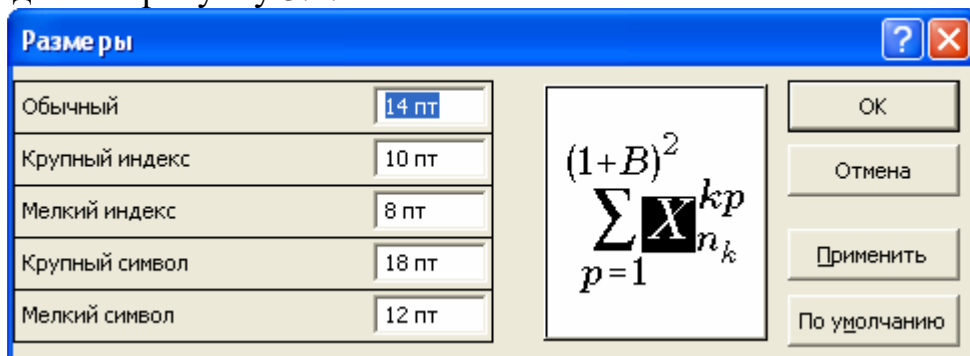 Размеры
Обычный 14 пт
Крупный индекс 10 пт
Мелкий индекс 8 пт
Крупный символ 18 пт
Мелкий символ 12 пт
(1+B)²
∑ X kp n k
p=1
ОК
Отмена
Применить
По умолчанию